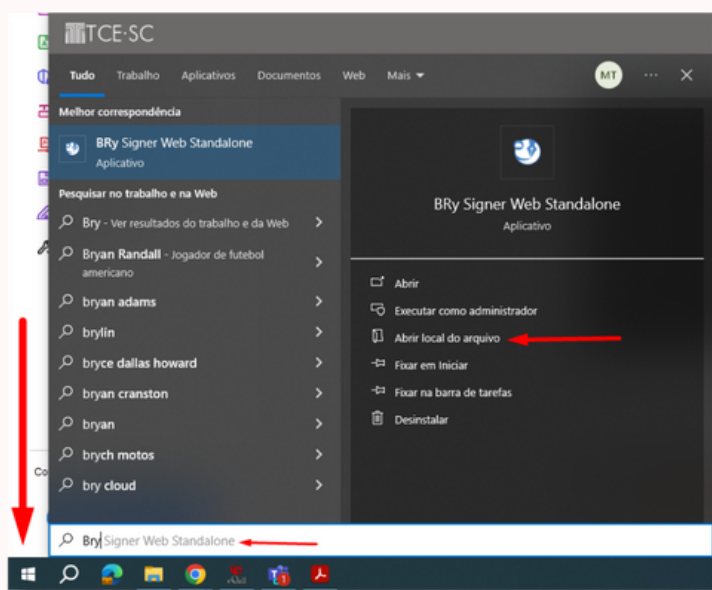 TCE-SC
Tudo Trabalho Aplicativos Documentos Web Mais
MT
Melhor correspondência
BRy Signer Web Standalone
Aplicativo
Pesquisar no trabalho e na Web
Bry - Ver resultados do trabalho e da Web
Bryan Randall - Jogador de futebol
americano
bryan adams
brylin
bryce dallas howard
bryan cranston
bryan
brych motos
bry cloud
BRy Signer Web Standalone
Aplicativo
Abrir
Executar como administrador
Abrir local do arquivo
Fixar em Iniciar
Fixar na barra de tarefas
Desinstalar
Co
Bry Signer Web Standalone